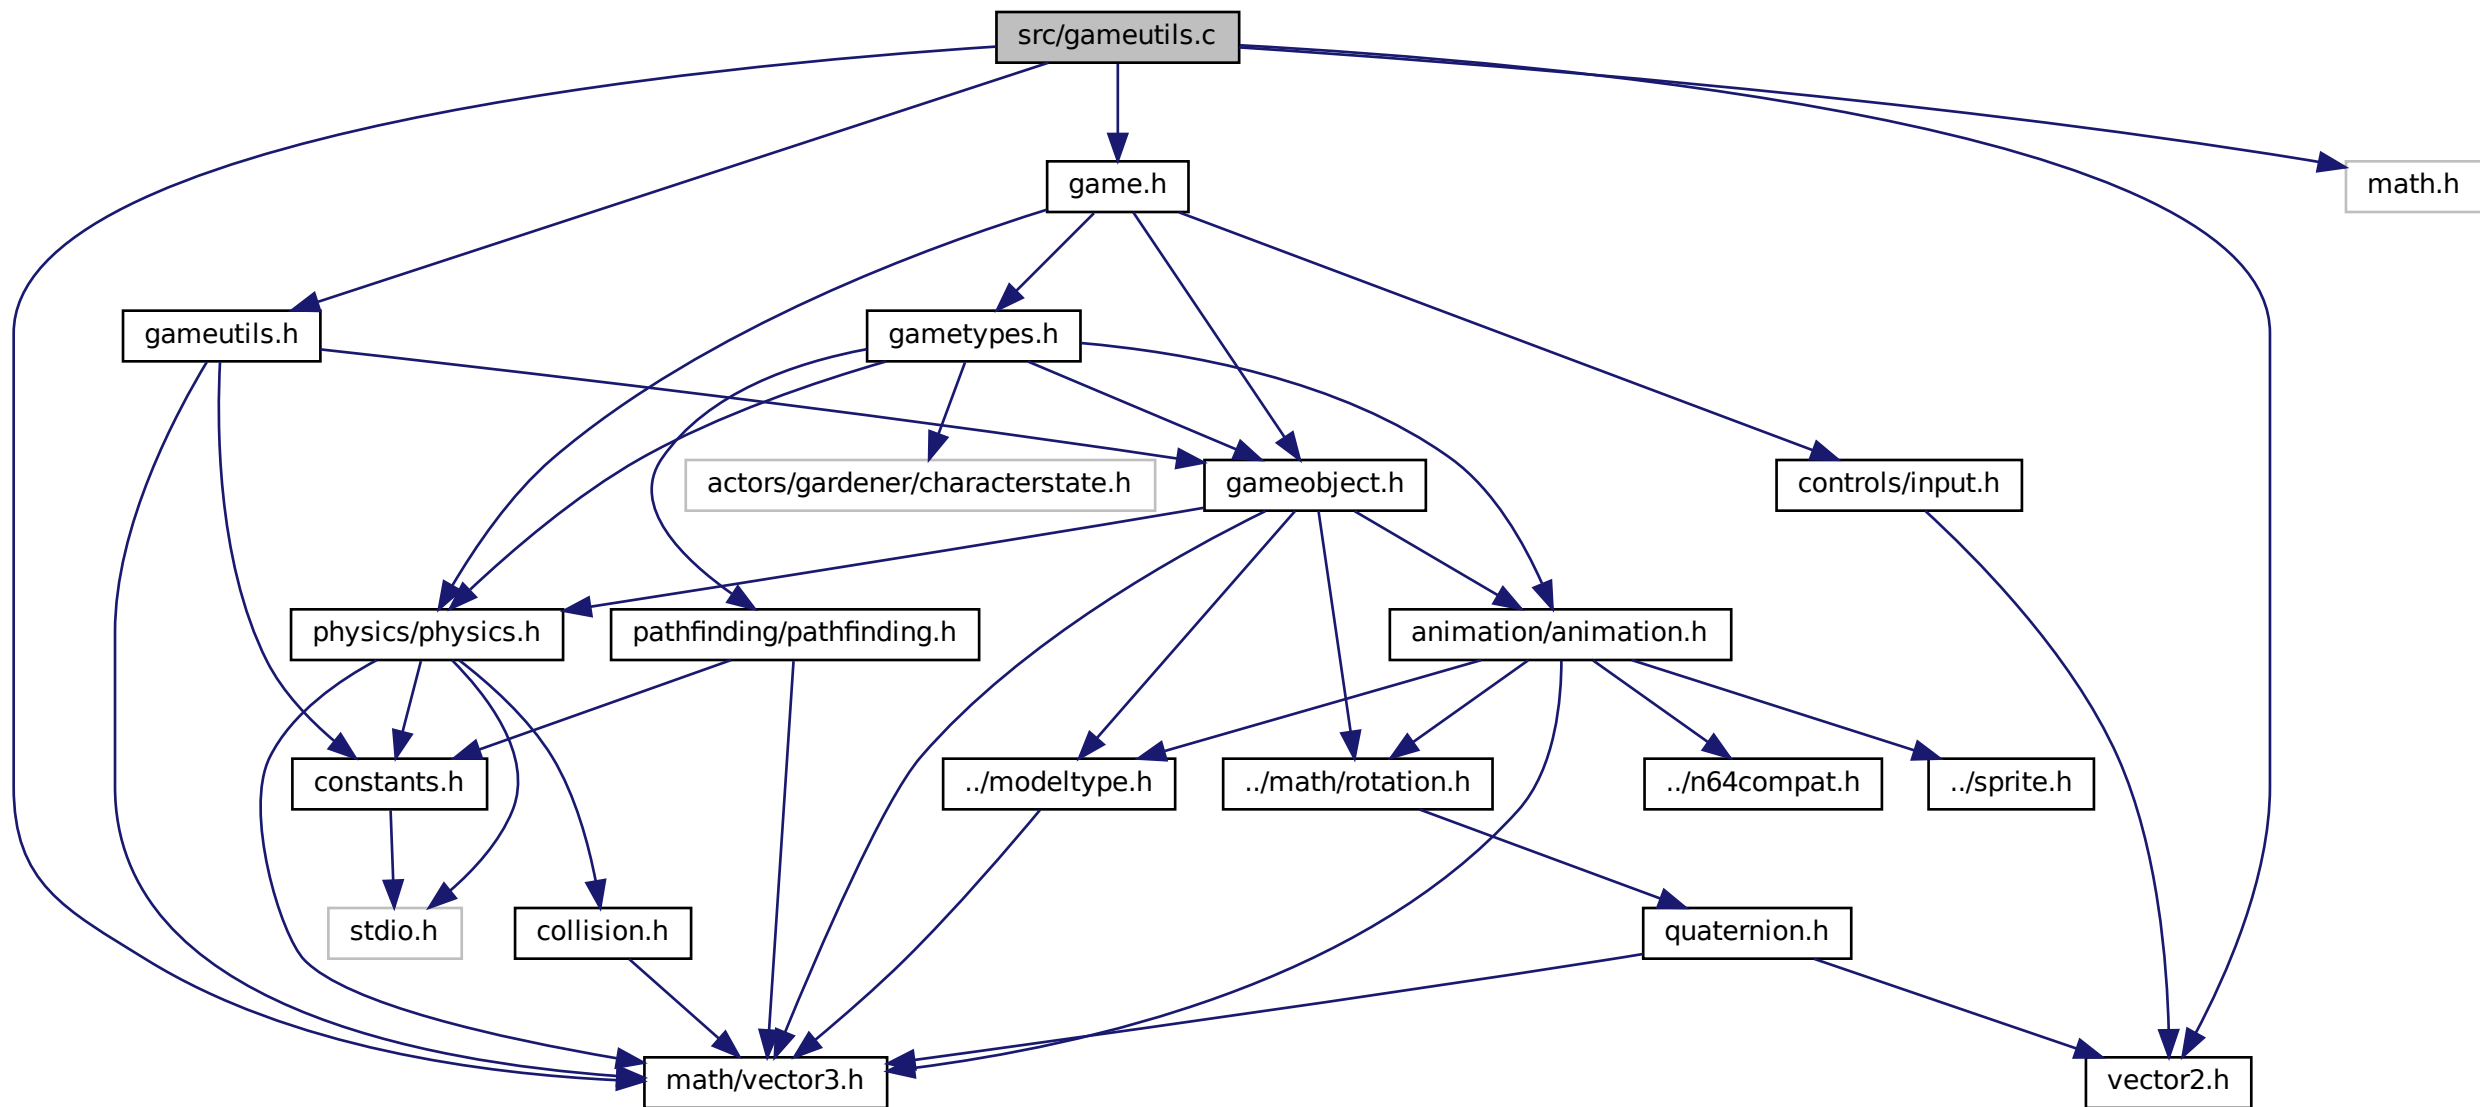 src/gameutils.c
game.h
math.h
gameutils.h
gametypes.h
actors/gardener/characterstate.h
gameobject.h
controls/input.h
physics/physics.h
pathfinding/pathfinding.h
animation/animation.h
constants.h
../modeltype.h
../math/rotation.h
../n64compat.h
../sprite.h
stdio.h
collision.h
quaternion.h
math/vector3.h
vector2.h